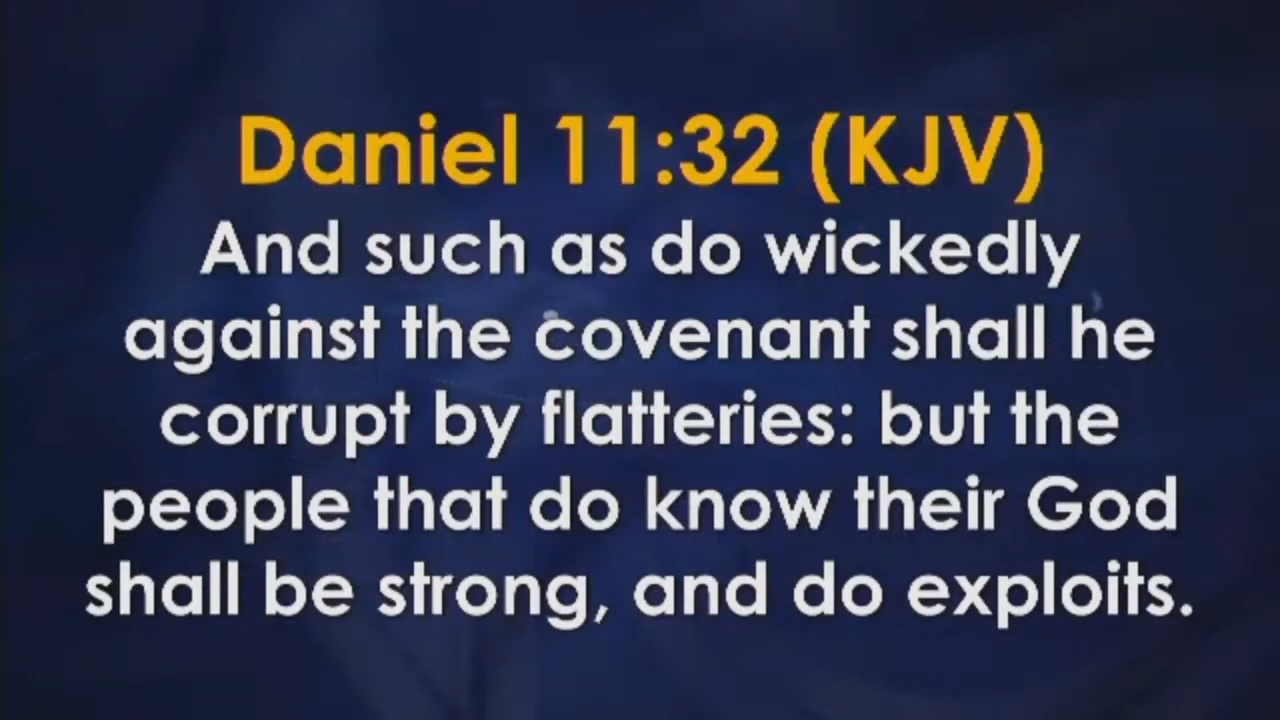 Daniel 11:32 (KJV)
And such as do wickedly
against the covenant shall he
corrupt by flatteries: but the
people that do know their God
shall be strong, and do exploits.